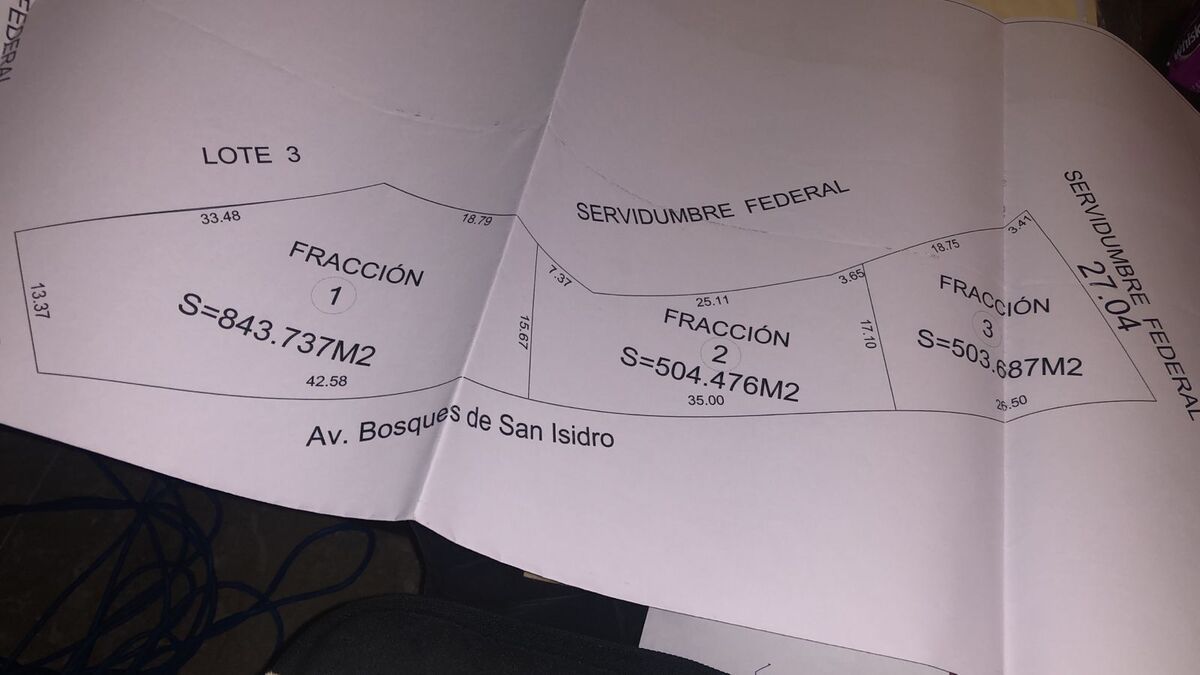 FEDERAL
LOTE 3
33.48
18.79
SERVIDUMBRE FEDERAL
3.41
18.75
SERVIDUMBRE FEDERAL
27.04
13.37
FRACCIÓN
1
S=843.737M2
42.58
7.37
15.67
25.11
3.65
FRACCIÓN
2
S=504.476M2
35.00
17.10
FRACCIÓN
3
S=503.687M2
26.50
Av. Bosques de San Isidro